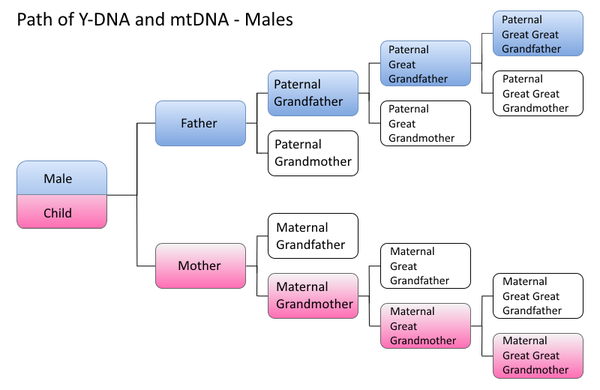 Path of Y-DNA and mtDNA - Males
Male
Child
Father
Mother
Paternal
Grandfather
Paternal
Grandmother
Maternal
Grandfather
Maternal
Grandmother
Paternal
Great
Grandfather
Paternal
Great
Grandmother
Maternal
Great
Grandfather
Maternal
Great
Grandmother
Paternal
Great Great
Grandfather
Paternal
Great Great
Grandmother
Maternal
Great Great
Grandfather
Maternal
Great Great
Grandmother